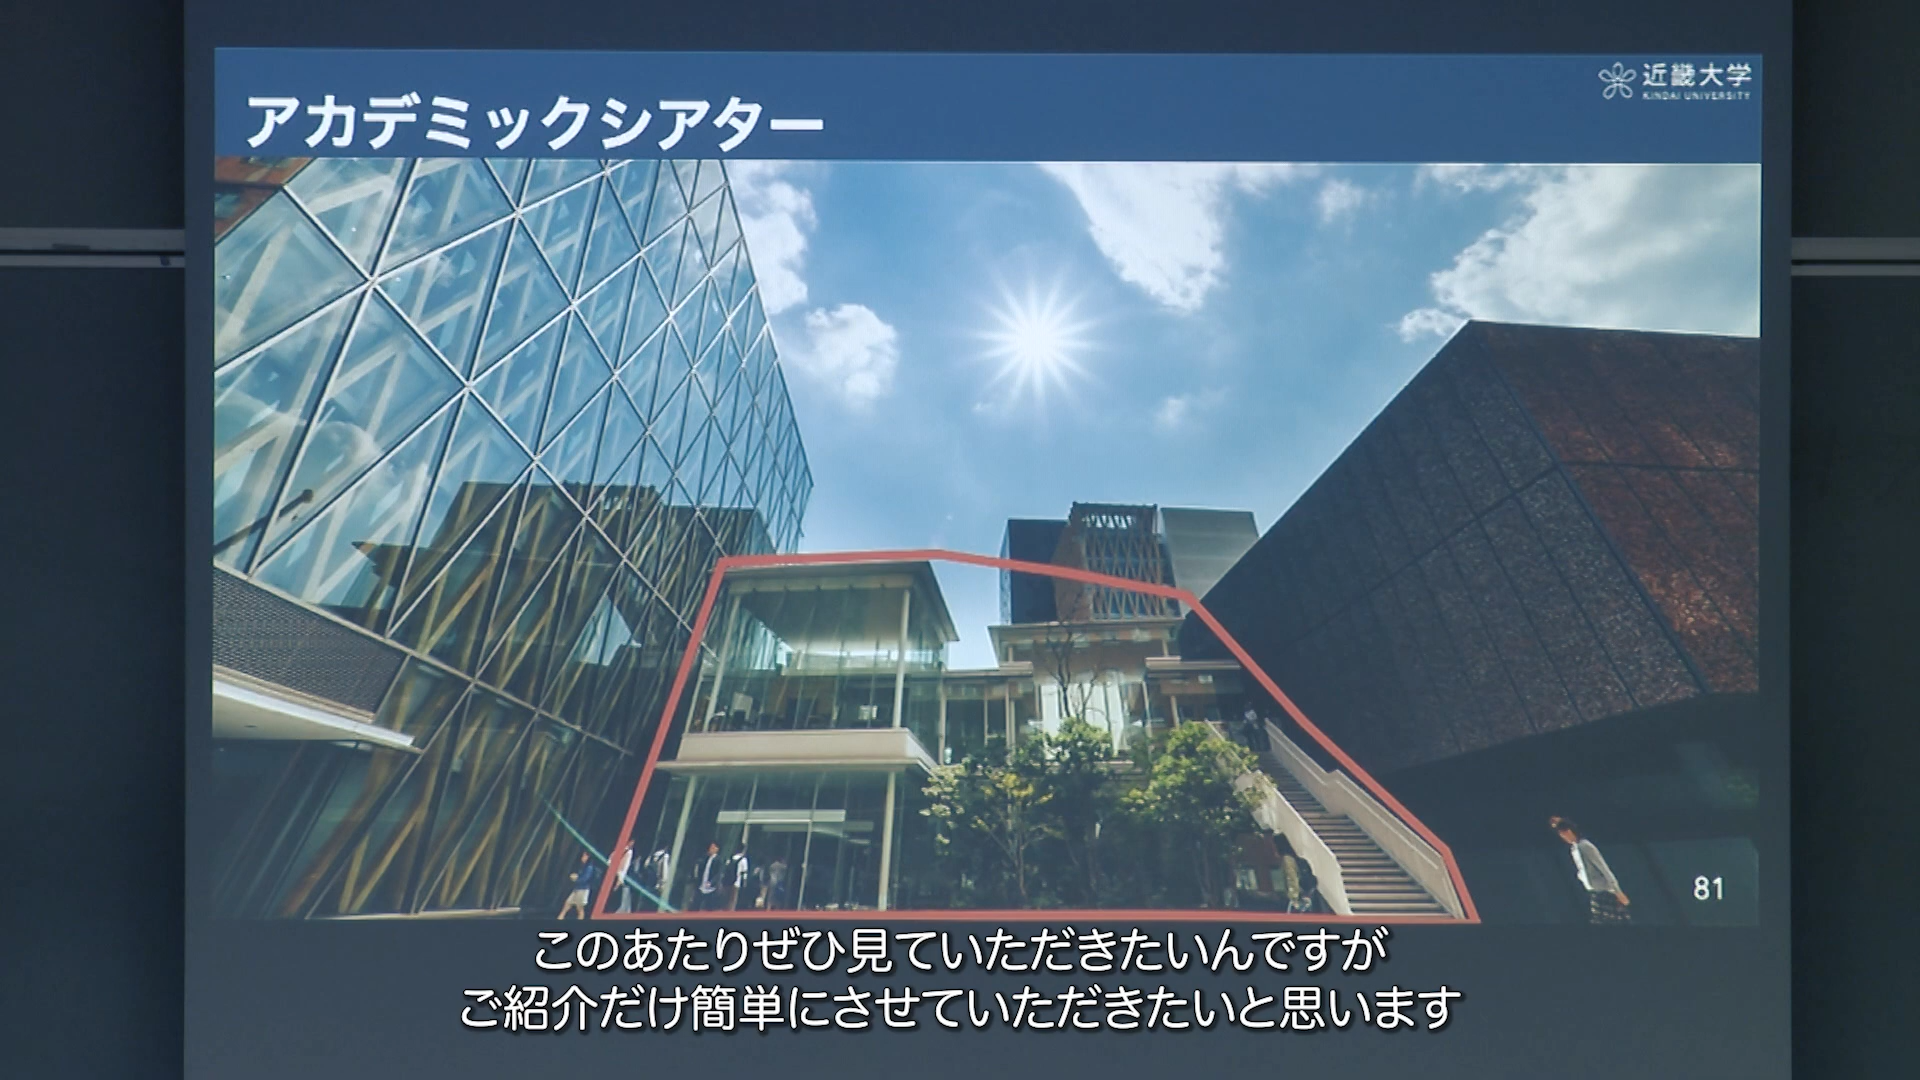 アカデミックシアター
近畿大学
KINDAI UNIVERSITY
81
このあたりぜひ見ていただきたいんですが
ご紹介だけ簡単にさせていただきたいと思います